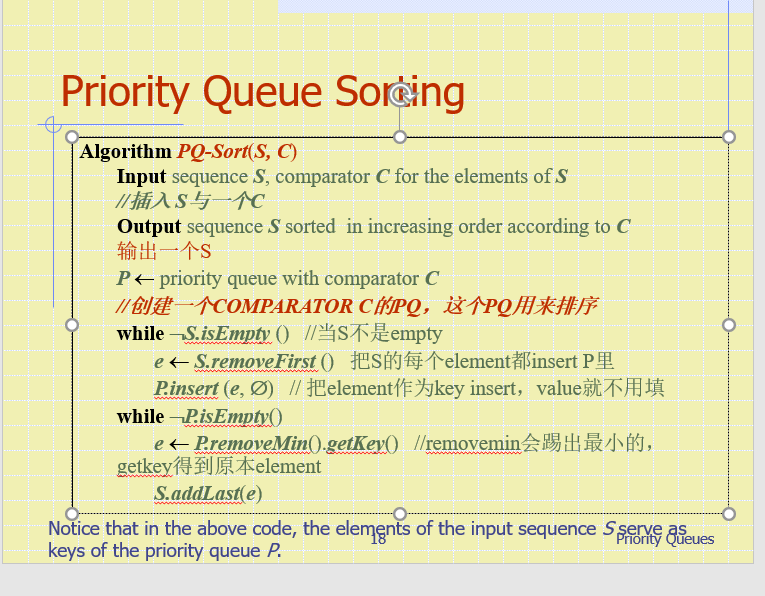 Priority Queue Sorting
Algorithm PQ-Sort(S, C)
Input sequence S, comparator C for the elements of S
//插入 S 与一个C
Output sequence S sorted in increasing order according to C
输出一个S
P ← priority queue with comparator C
//创建一个COMPARATOR C的PQ，这个PQ用来排序
while ¬S.isEmpty () //当S不是empty
e ← S.removeFirst () 把S的每个element都insert P里
P.insert (e, ∅) // 把element作为key insert，value就不用填
while ¬P.isEmpty()
e ← P.removeMin().getKey() //removemin会踢出最小的，
getkey得到原本element
S.addLast(e)
Notice that in the above code, the elements of the input sequence S serve as
keys of the priority queue P.
18
Priority Queues